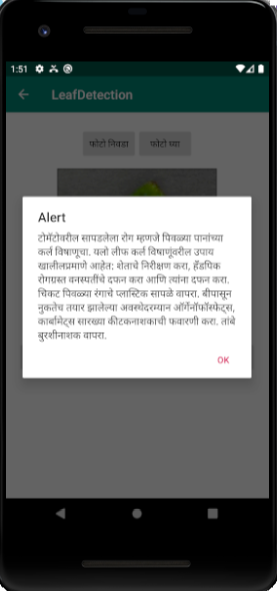 1:51
LeafDetection
फोटो निवडा फोटो घ्या
Alert
टोमॅटोवरील सापडलेला रोग म्हणजे पिवळ्या पानांच्या
कर्ल विषाणूचा. यलो लीफ कर्ल विषाणूंवरील उपाय
खालीलप्रमाणे आहेत: शेताचे निरीक्षण करा, हँडपिक
रोगग्रस्त वनस्पतींचे दफन करा आणि त्यांना दफन करा.
चिकट पिवळ्या रंगाचे प्लास्टिक सापळे वापरा. बीपासून
नुकतेच तयार झालेल्या अवस्थेदरम्यान ऑर्गेनॉफॉस्फेट्स,
कार्बामेट्स सारख्या कीटकनाशकाची फवारणी करा. तांबे
बुरशीनाशक वापरा.
OK